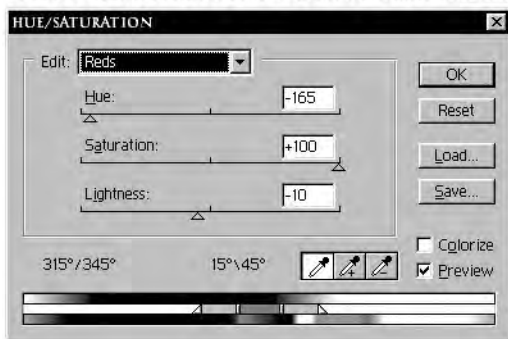 HUE/SATURATION
Edit: Reds
OK
Hue: -165
Reset
Saturation: +100
Load...
Lightness: -10
Save...
Colorize
315°/345° 15°\45°
Preview